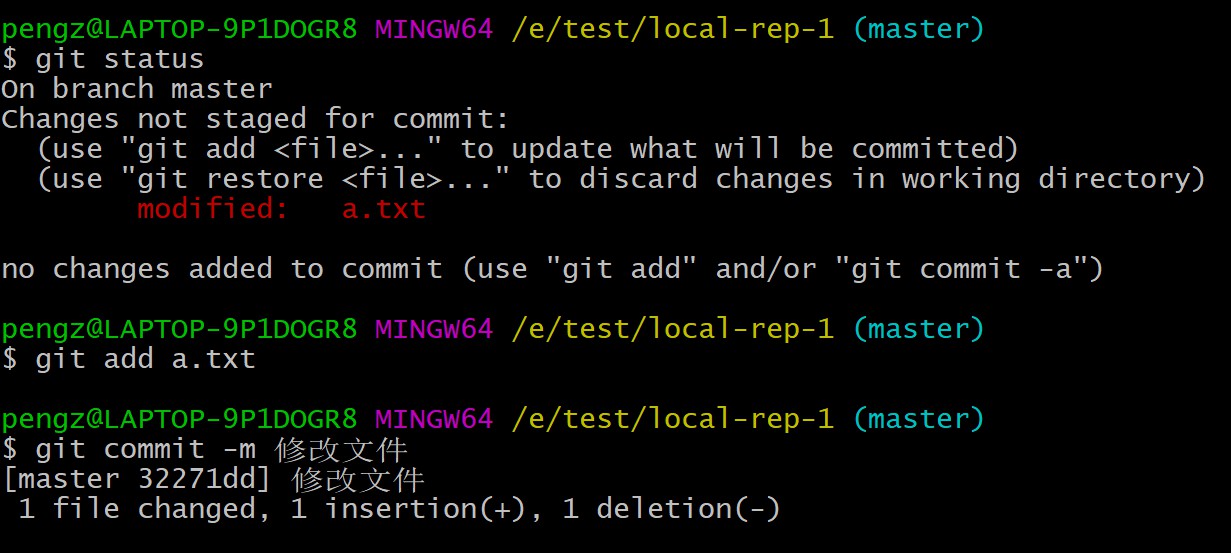 pengz@LAPTOP-9P1DOGR8 MINGW64 /e/test/local-rep-1 (master)
$ git status
On branch master
Changes not staged for commit:
  (use "git add <file>..." to update what will be committed)
  (use "git restore <file>..." to discard changes in working directory)
        modified:   a.txt

no changes added to commit (use "git add" and/or "git commit -a")

pengz@LAPTOP-9P1DOGR8 MINGW64 /e/test/local-rep-1 (master)
$ git add a.txt

pengz@LAPTOP-9P1DOGR8 MINGW64 /e/test/local-rep-1 (master)
$ git commit -m 修改文件
[master 32271dd] 修改文件
 1 file changed, 1 insertion(+), 1 deletion(-)